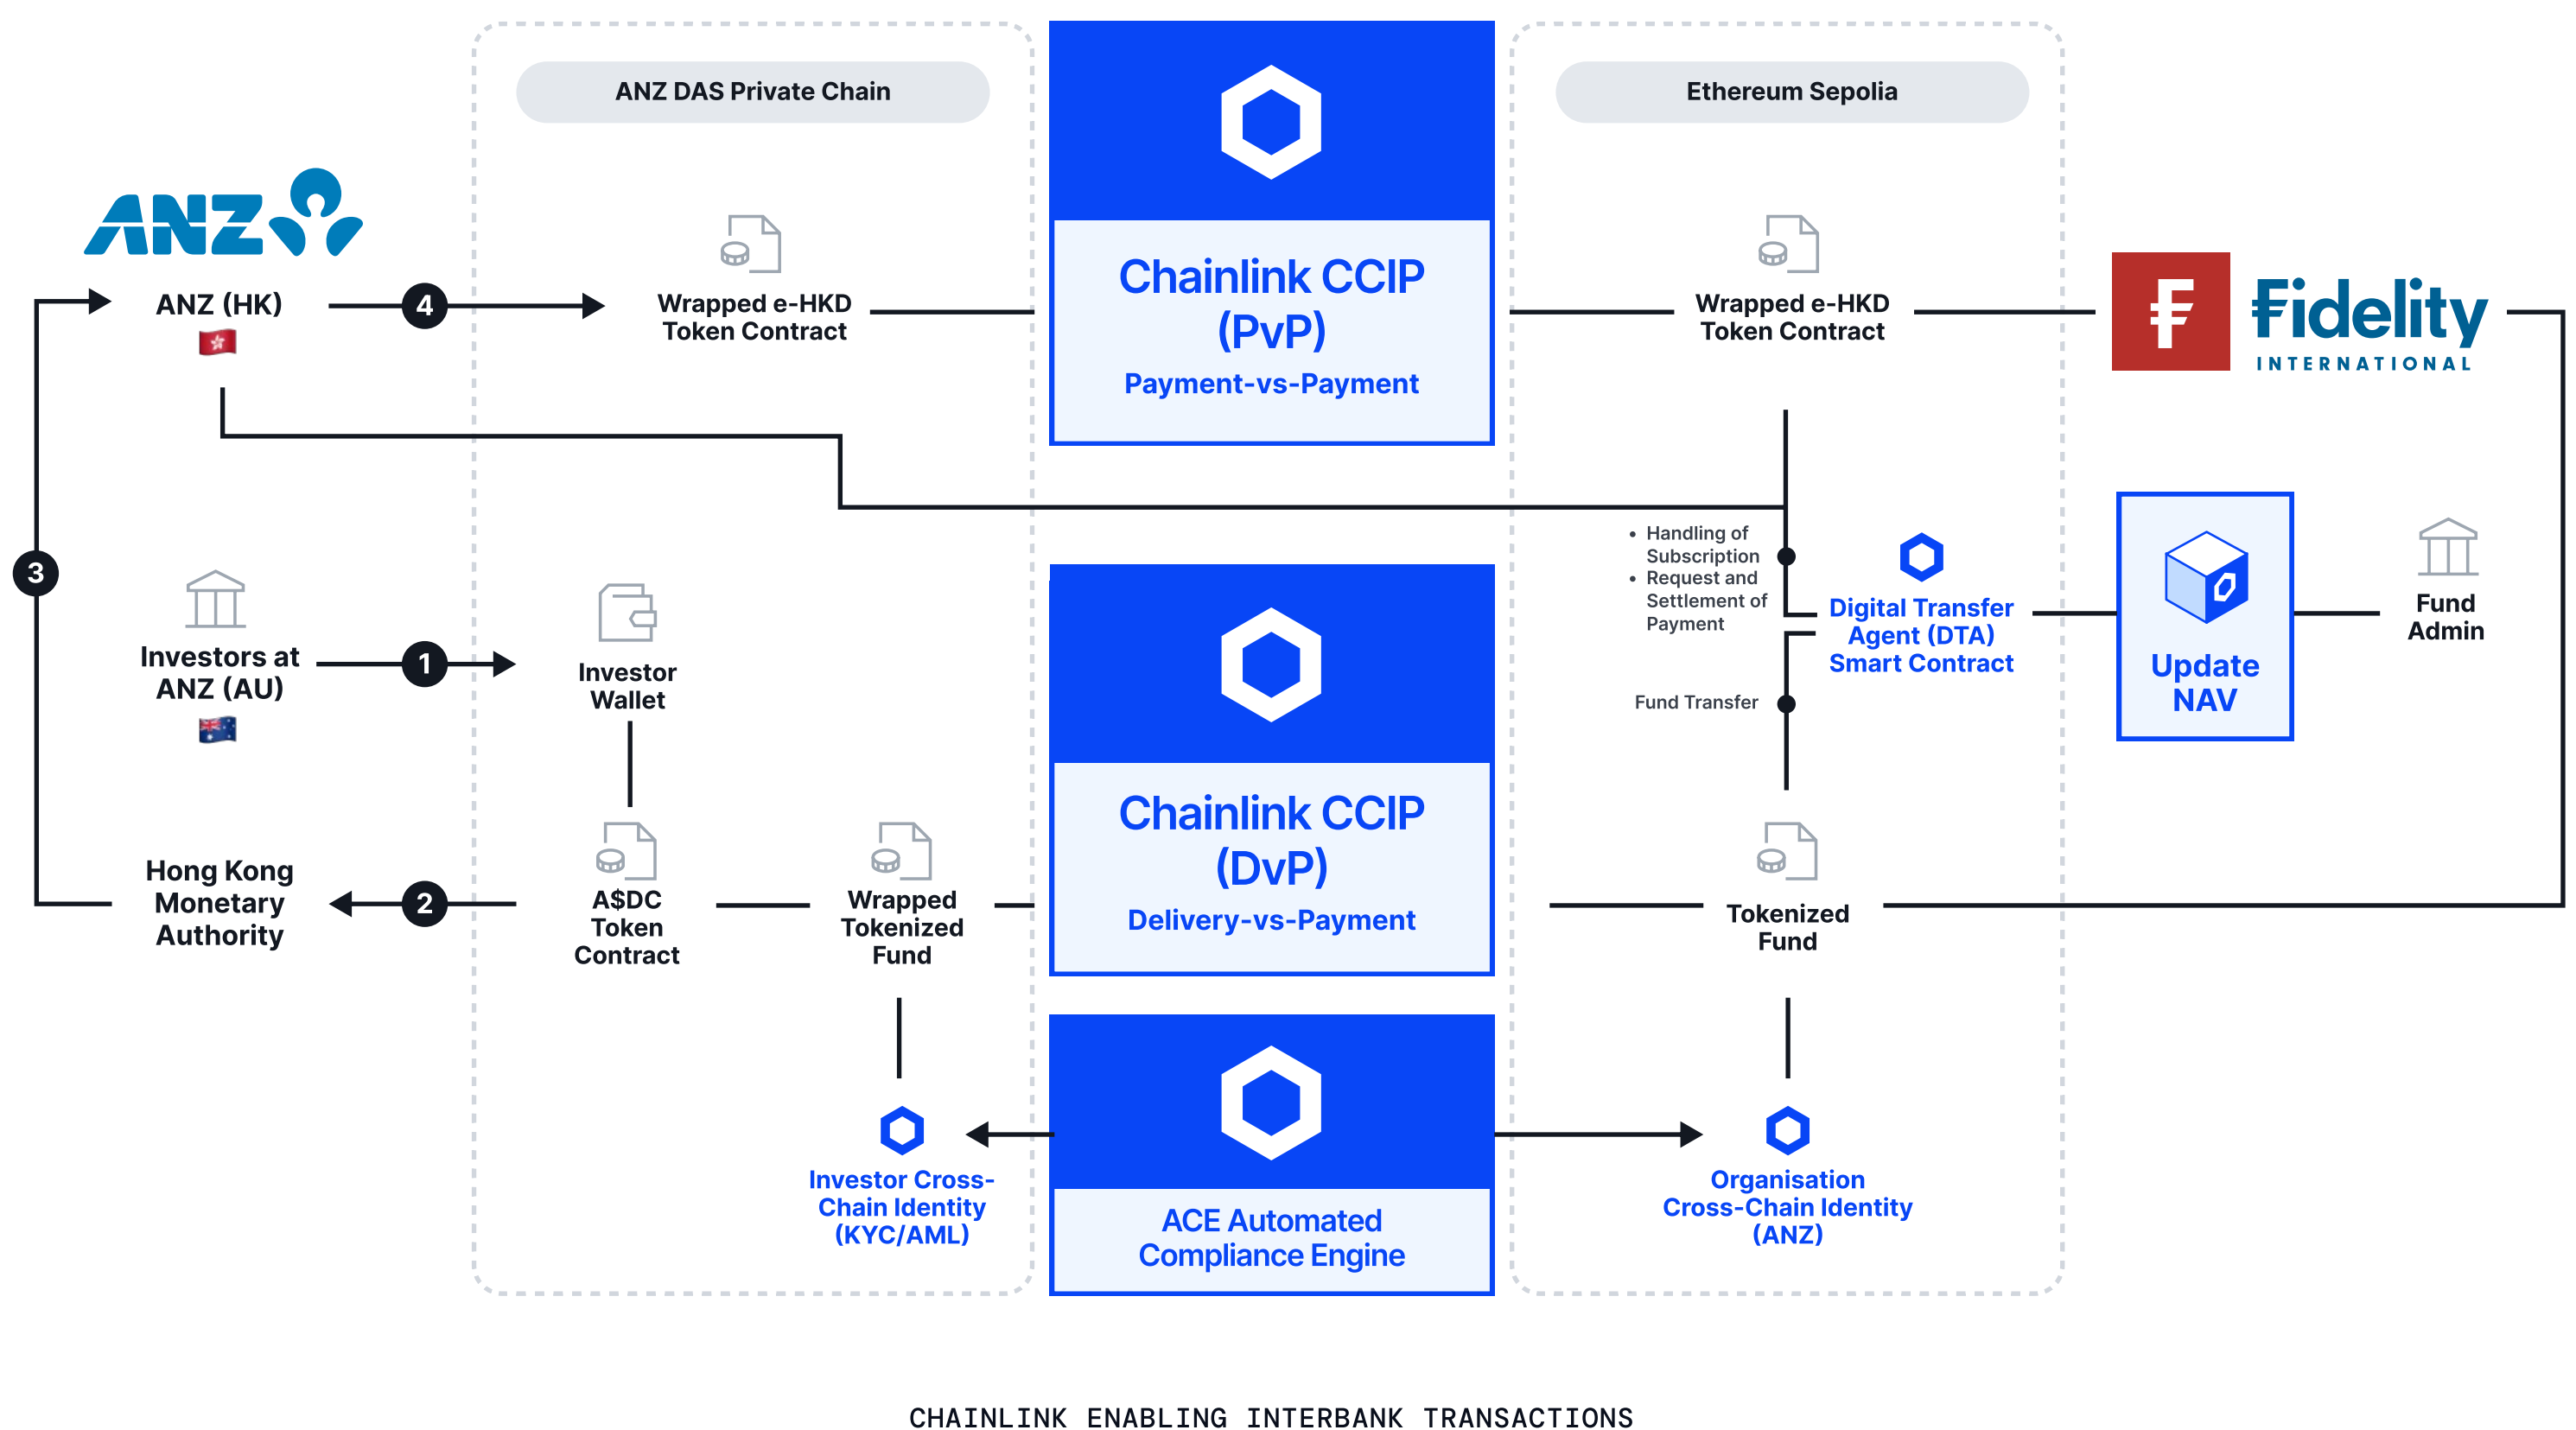 ANZ DAS Private Chain
Ethereum Sepolia
ANZ
ANZ (HK)
4
Wrapped e-HKD
Token Contract
Chainlink CCIP
(PvP)
Payment-vs-Payment
Wrapped e-HKD
Token Contract
F
Fidelity
INTERNATIONAL
3
Investors at
ANZ (AU)
1
Investor
Wallet
• Handling of
Subscription
• Request and
Settlement of
Payment
Digital Transfer
Agent (DTA)
Smart Contract
Update
NAV
Fund
Admin
Fund Transfer
Hong Kong
Monetary
Authority
2
A$DC
Token
Contract
Wrapped
Tokenized
Fund
Chainlink CCIP
(DvP)
Delivery-vs-Payment
Tokenized
Fund
Investor Cross-
Chain Identity
(KYC/AML)
ACE Automated
Compliance Engine
Organisation
Cross-Chain Identity
(ANZ)
CHAINLINK ENABLING INTERBANK TRANSACTIONS